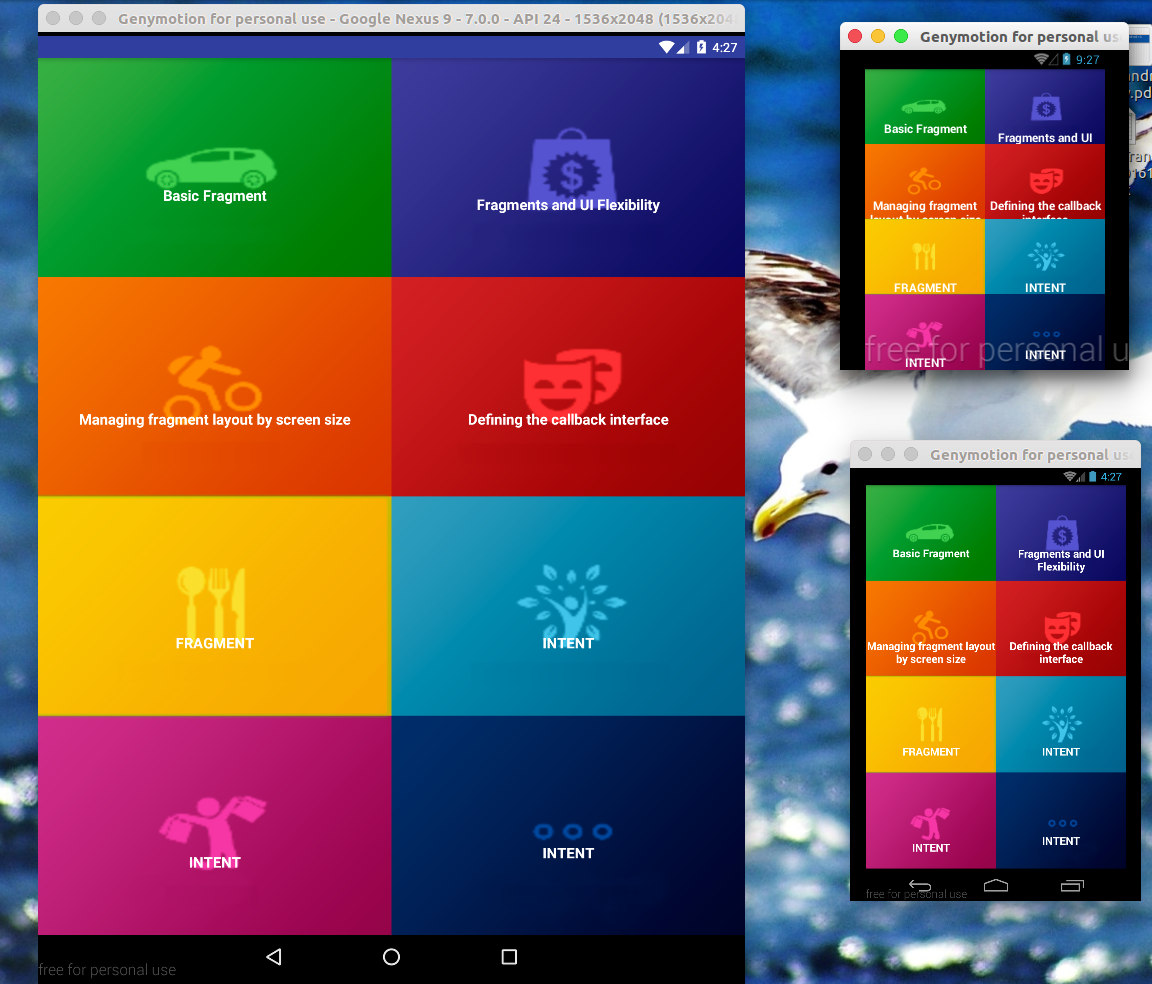 Genymotion for personal use - Google Nexus 9 - 7.0.0 - API 24 - 1536x2048 (1536x204
4:27
Basic Fragment
Fragments and UI Flexibility
Managing fragment layout by screen size
Defining the callback interface
FRAGMENT
INTENT
INTENT
INTENT
free for personal use
Genymotion for personal us
9:27
Basic Fragment
Fragments and UI
Managing fragment
layout by screen size
Defining the callback
interface
FRAGMENT
INTENT
INTENT
INTENT
free for personal u
Genymotion for personal us
4:27
Basic Fragment
Fragments and UI
Flexibility
Managing fragment layout
by screen size
Defining the callback
interface
FRAGMENT
INTENT
INTENT
INTENT
free for personal use